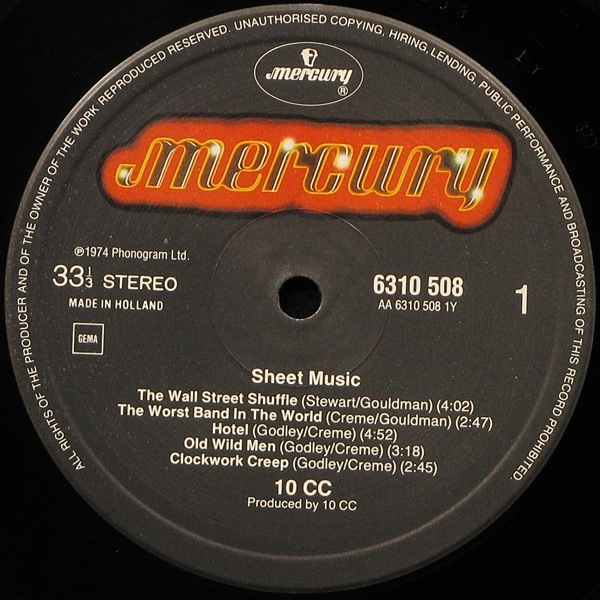 ALL RIGHTS OF THE PRODUCER AND OF THE OWNER OF THE WORK REPRODUCED RESERVED. UNAUTHORISED COPYING, HIRING, LENDING, PUBLIC PERFORMANCE AND BROADCASTING OF THIS RECORD PROHIBITED.
mercury
®
mercury
℗1974 Phonogram Ltd.
33 1/3 STEREO
MADE IN HOLLAND
GEMA
6310 508
AA 6310 508 1Y
1
Sheet Music
The Wall Street Shuffle (Stewart/Gouldman) (4:02)
The Worst Band In The World (Creme/Gouldman) (2:47)
Hotel (Godley/Creme) (4:52)
Old Wild Men (Godley/Creme) (3:18)
Clockwork Creep (Godley/Creme) (2:45)
10 CC
Produced by 10 CC